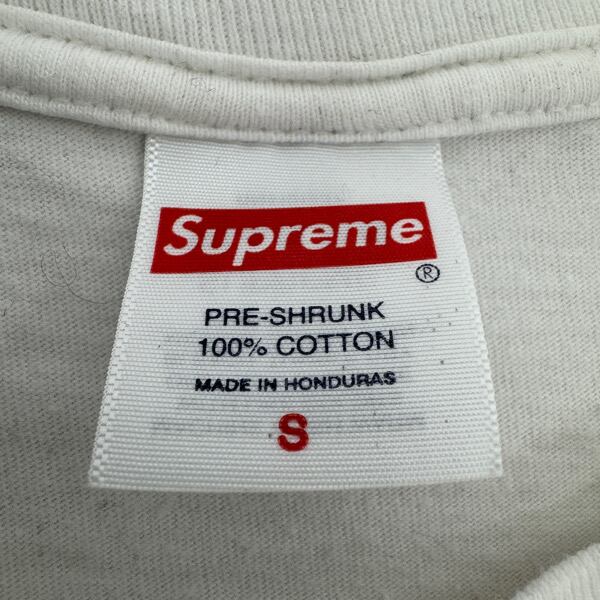 Supreme
®
PRE-SHRUNK
100% COTTON
MADE IN HONDURAS
S